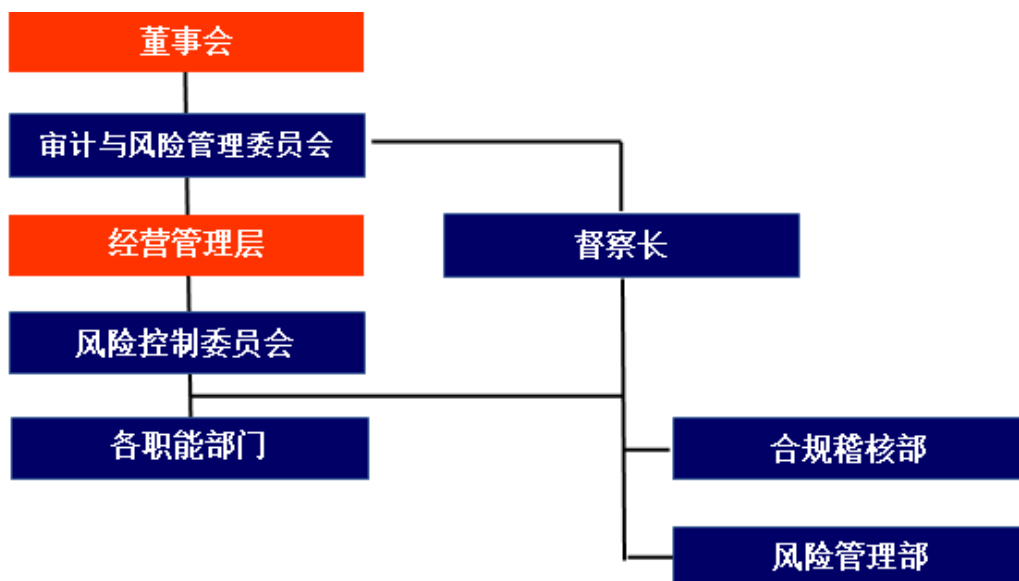 董事会
审计与风险管理委员会
经营管理层
督察长
风险控制委员会
各职能部门
合规稽核部
风险管理部